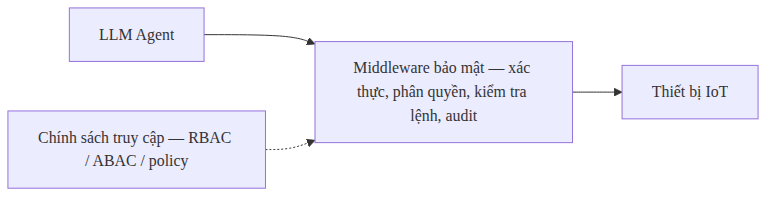 LLM Agent
Middleware bảo mật — xác
thực, phân quyền, kiểm tra
lệnh, audit
Thiết bị IoT
Chính sách truy cập — RBAC
/ ABAC / policy